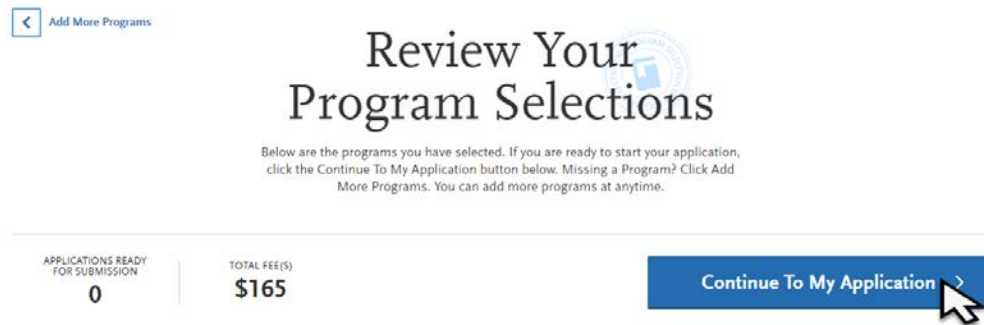 Add More Programs
Review Your
Program Selections
Below are the programs you have selected. If you are ready to start your application,
click the Continue To My Application button below. Missing a Program? Click Add
More Programs. You can add more programs at anytime.
APPLICATIONS READY
FOR SUBMISSION
0
TOTAL FEE(S)
$165
Continue To My Application